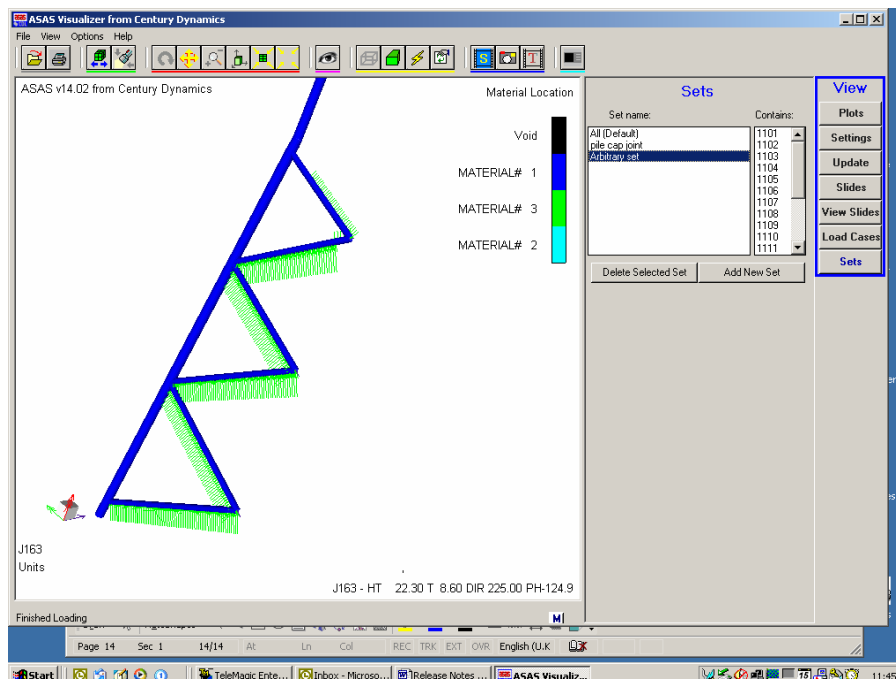 ASAS Visualizer from Century Dynamics
File View Options Help
ASAS v14.02 from Century Dynamics
Material Location
Void
MATERIAL# 1
MATERIAL# 3
MATERIAL# 2
J163
Units
J163 - HT 22.30 T 8.60 DIR 225.00 PH-124.9
Finished Loading
M
Sets
Set name:
Contains:
All (Default)
pile cap joint
Arbitrary set
1101
1102
1103
1104
1105
1106
1107
1108
1109
1110
1111
Delete Selected Set
Add New Set
View
Plots
Settings
Update
Slides
View Slides
Load Cases
Sets
Page 14 Sec 1 14/14 At Ln Col REC TRK EXT OVR English (U.K
Start
TeleMagic Ente...
Inbox - Microso...
Release Notes ...
ASAS Visualiz...
15